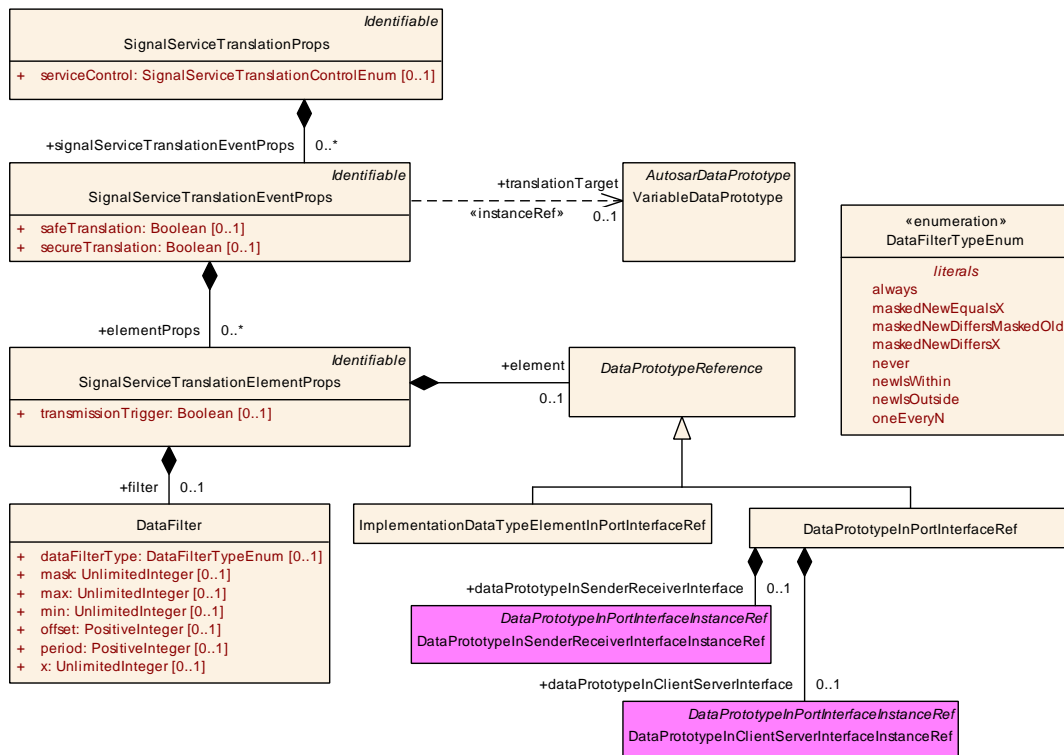 Identifiable
SignalServiceTranslationProps
+ serviceControl: SignalServiceTranslationControlEnum [0..1]
+signalServiceTranslationEventProps 0..*
Identifiable
SignalServiceTranslationEventProps
+ safeTranslation: Boolean [0..1]
+ secureTranslation: Boolean [0..1]
+translationTarget
«instanceRef» 0..1
AutosarDataPrototype
VariableDataPrototype
«enumeration»
DataFilterTypeEnum
literals
always
maskedNewEqualsX
maskedNewDiffersMaskedOld
maskedNewDiffersX
never
newIsWithin
newIsOutside
oneEveryN
+elementProps 0..*
Identifiable
SignalServiceTranslationElementProps
+ transmissionTrigger: Boolean [0..1]
+element
0..1
DataPrototypeReference
+filter 0..1
DataFilter
+ dataFilterType: DataFilterTypeEnum [0..1]
+ mask: UnlimitedInteger [0..1]
+ max: UnlimitedInteger [0..1]
+ min: UnlimitedInteger [0..1]
+ offset: PositiveInteger [0..1]
+ period: PositiveInteger [0..1]
+ x: UnlimitedInteger [0..1]
ImplementationDataTypeElementInPortInterfaceRef
DataPrototypeInPortInterfaceRef
+dataPrototypeInSenderReceiverInterface 0..1
DataPrototypeInPortInterfaceInstanceRef
DataPrototypeInSenderReceiverInterfaceInstanceRef
+dataPrototypeInClientServerInterface 0..1
DataPrototypeInPortInterfaceInstanceRef
DataPrototypeInClientServerInterfaceInstanceRef